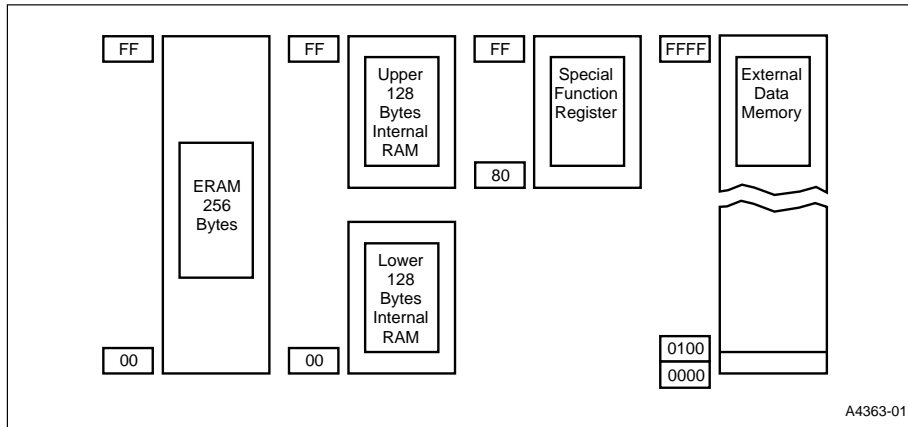 FF
ERAM
256
Bytes
00
FF
Upper
128
Bytes
Internal
RAM
Lower
128
Bytes
Internal
RAM
00
FF
Special
Function
Register
80
FFFF
External
Data
Memory
0100
0000
A4363-01